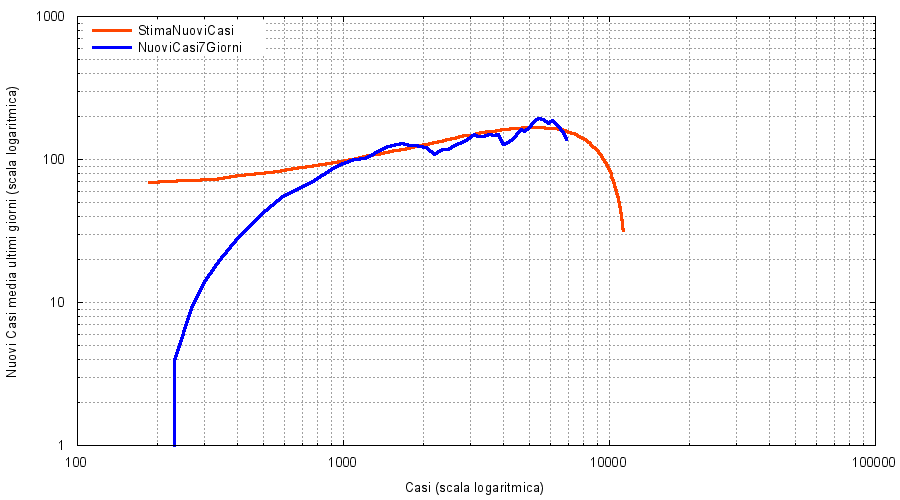 1000
StimaNuoviCasi
NuoviCasi7Giorni
100
10
1
100
1000
10000
100000
Nuovi Casi media ultimi giorni (scala logaritmica)
Casi (scala logaritmica)